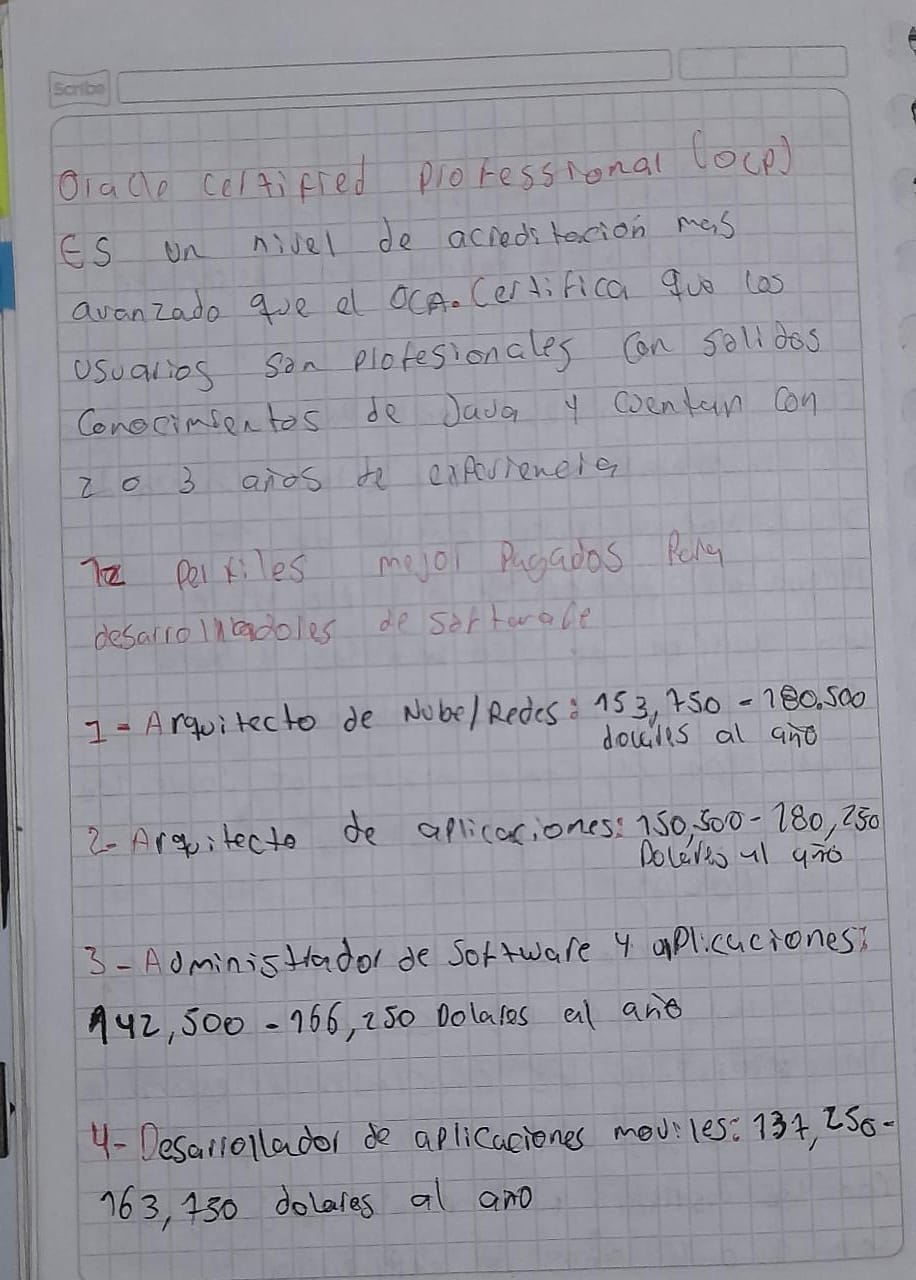 Scribe
Oracle certified professional (OCP)
Es un nivel de acreditación mas
avanzado que el OCA. Certifica que los
usuarios son profesionales con solidos
Conocimientos de Java y cuentan con
2 o 3 años de experiencia
12 perfiles mejor Pagados Para
desarrolladores de software
1- Arquitecto de Nube/Redes: 153,750 - 180,500
dolares al año
2- Arquitecto de aplicaciones: 150,500 - 180,250
Dolares al año
3- Administrador de Software y aplicaciones:
142,500 - 166,250 Dolares al año
4- Desarrollador de aplicaciones moviles: 137,250 -
163,750 dolares al año